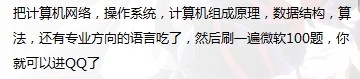 把计算机网络，操作系统，计算机组成原理，数据结构，算
法，还有专业方向的语言吃了，然后刷一遍微软100题，你
就可以进QQ了